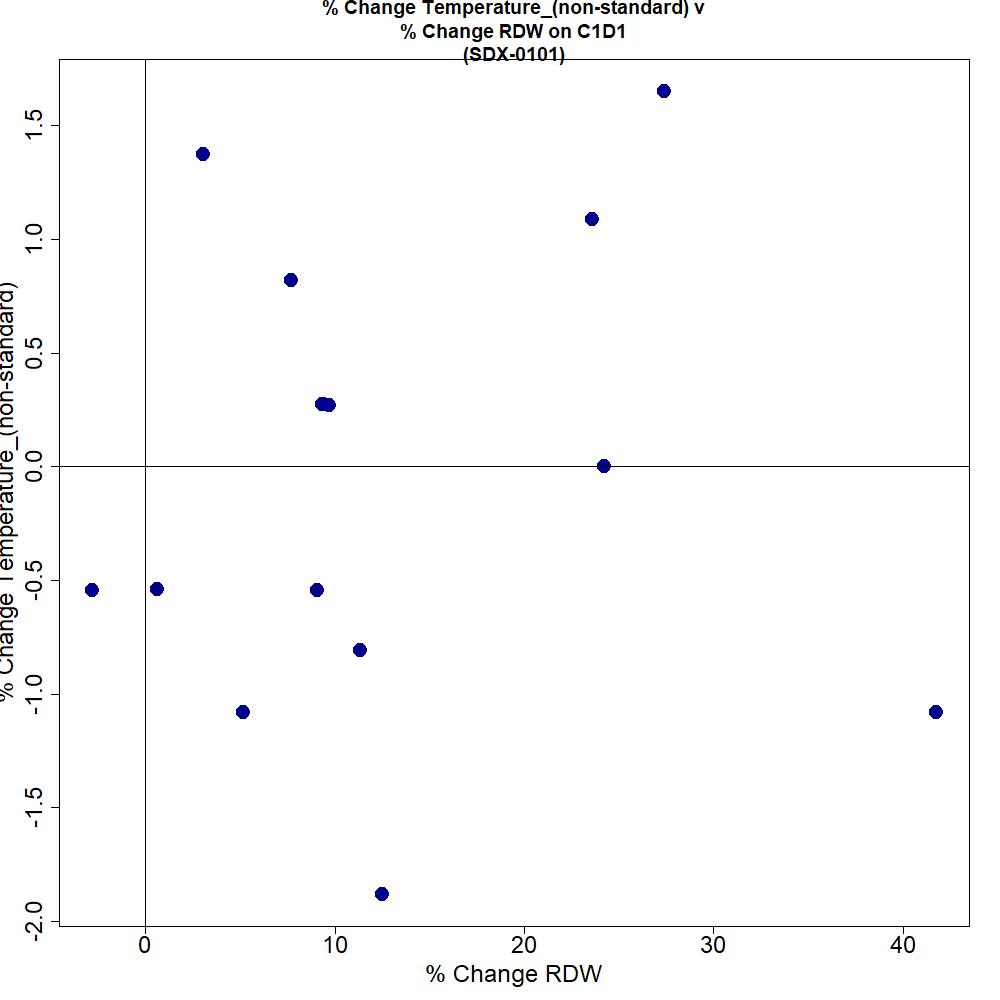 % Change Temperature_(non-standard) v
% Change RDW on C1D1
(SDX-0101)
% Change Temperature_(non-standard)
1.5
1.0
0.5
0.0
-0.5
-1.0
-1.5
-2.0
0 10 20 30 40
% Change RDW